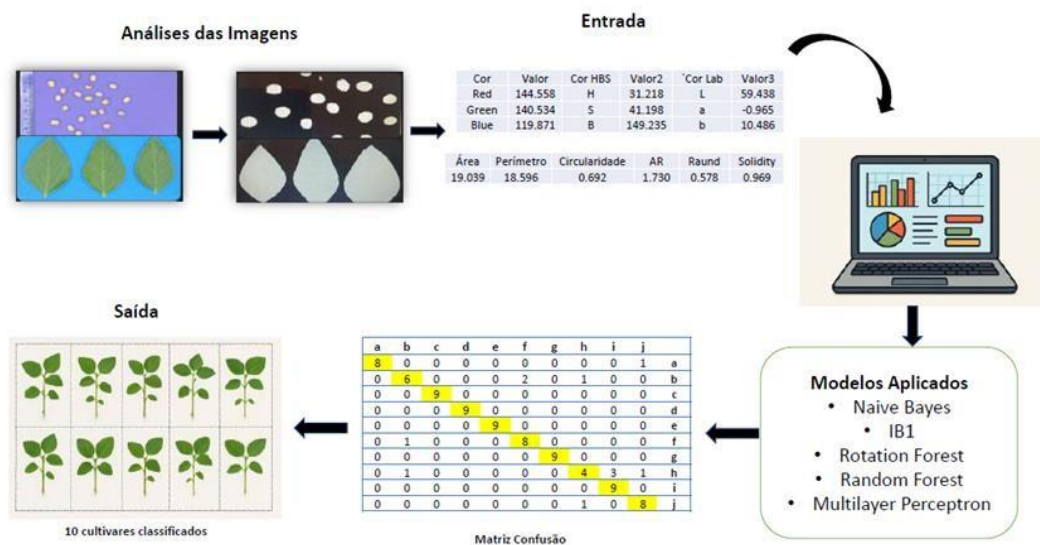 Análises das Imagens
Entrada
Cor Valor Cor HBS Valor2 `Cor Lab Valor3
Red 144.558 H 31.218 L 59.438
Green 140.534 S 41.198 a -0.965
Blue 119.871 B 149.235 b 10.486
Área Perímetro Circularidade AR Raund Solidity
19.039 18.596 0.692 1.730 0.578 0.969
Modelos Aplicados
• Naive Bayes
• IB1
• Rotation Forest
• Random Forest
• Multilayer Perceptron
a b c d e f g h i j
8 0 0 0 0 0 0 0 0 1 a
0 6 0 0 0 2 0 1 0 0 b
0 0 9 0 0 0 0 0 0 0 c
0 0 0 9 0 0 0 0 0 0 d
0 0 0 0 9 0 0 0 0 0 e
0 1 0 0 0 8 0 0 0 0 f
0 0 0 0 0 0 9 0 0 0 g
0 1 0 0 0 0 0 4 3 1 h
0 0 0 0 0 0 0 0 9 0 i
0 0 0 0 0 0 0 1 0 8 j
Matriz Confusão
Saída
10 cultivares classificados